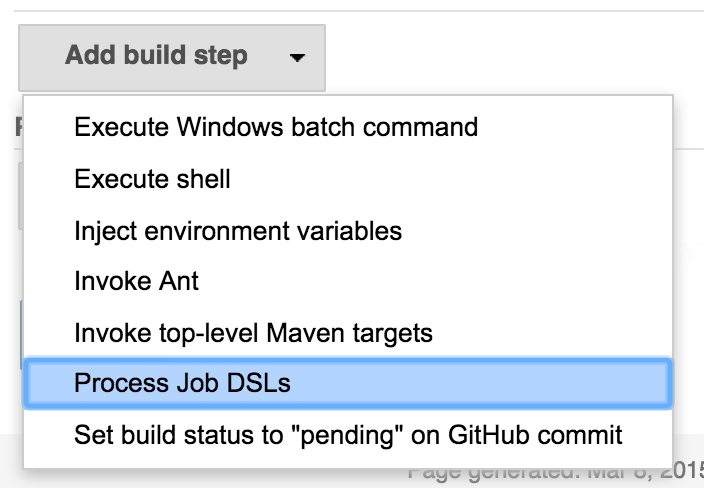 Add build step
Execute Windows batch command
Execute shell
Inject environment variables
Invoke Ant
Invoke top-level Maven targets
Process Job DSLs
Set build status to "pending" on GitHub commit
Page generated: Mar 6, 2015